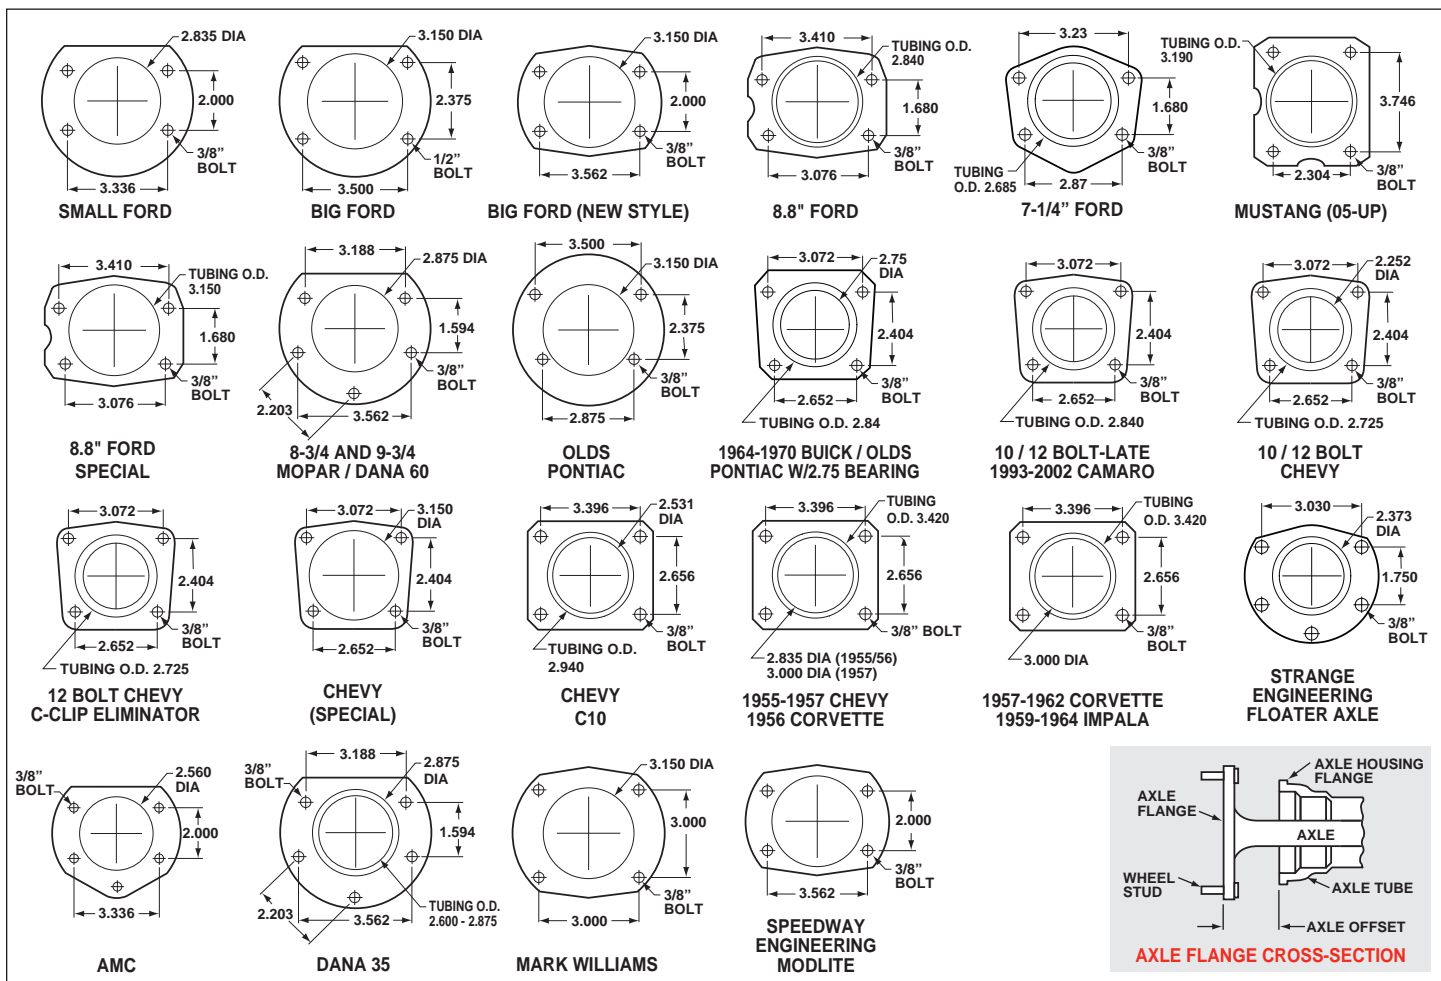 2.835 DIA
2.000
3/8”
BOLT
3.336
SMALL FORD
3.150 DIA
2.375
1/2”
BOLT
3.500
BIG FORD
3.150 DIA
2.000
3/8”
BOLT
3.562
BIG FORD (NEW STYLE)
3.410
TUBING O.D.
2.840
1.680
3/8”
BOLT
3.076
8.8" FORD
3.23
1.680
TUBING
O.D. 2.685
3/8”
BOLT
2.87
7-1/4” FORD
TUBING O.D.
3.190
3.746
2.304
3/8”
BOLT
MUSTANG (05-UP)
3.410
TUBING O.D.
3.150
1.680
3/8”
BOLT
3.076
8.8" FORD
SPECIAL
3.188
2.875 DIA
1.594
3/8”
BOLT
2.203
3.562
8-3/4 AND 9-3/4
MOPAR / DANA 60
3.500
3.150 DIA
2.375
3/8”
BOLT
2.875
OLDS
PONTIAC
3.072
2.75
DIA
2.404
3/8”
BOLT
2.652
TUBING O.D. 2.84
1964-1970 BUICK / OLDS
PONTIAC W/2.75 BEARING
3.072
2.404
3/8”
BOLT
2.652
TUBING O.D. 2.840
10 / 12 BOLT-LATE
1993-2002 CAMARO
3.072
2.252
DIA
2.404
3/8”
BOLT
2.652
TUBING O.D. 2.725
10 / 12 BOLT
CHEVY
3.072
2.404
3/8”
BOLT
2.652
TUBING O.D. 2.725
12 BOLT CHEVY
C-CLIP ELIMINATOR
3.072
3.150
DIA
2.404
3/8”
BOLT
2.652
CHEVY
(SPECIAL)
3.396
2.531
DIA
2.656
3/8”
BOLT
TUBING O.D.
2.940
CHEVY
C10
3.396
TUBING
O.D. 3.420
2.656
3/8” BOLT
2.835 DIA (1955/56)
3.000 DIA (1957)
1955-1957 CHEVY
1956 CORVETTE
3.396
TUBING
O.D. 3.420
2.656
3/8”
BOLT
3.000 DIA
1957-1962 CORVETTE
1959-1964 IMPALA
3.030
2.373
DIA
1.750
3/8”
BOLT
STRANGE
ENGINEERING
FLOATER AXLE
3/8”
BOLT
2.560
DIA
2.000
3.336
AMC
3/8”
BOLT
3.188
2.875
DIA
1.594
2.203
3.562
TUBING O.D.
2.600 - 2.875
DANA 35
3.150 DIA
3.000
3/8”
BOLT
3.000
MARK WILLIAMS
2.000
3/8”
BOLT
3.562
SPEEDWAY
ENGINEERING
MODLITE
AXLE HOUSING
FLANGE
AXLE
FLANGE
AXLE
WHEEL
STUD
AXLE TUBE
AXLE OFFSET
AXLE FLANGE CROSS-SECTION